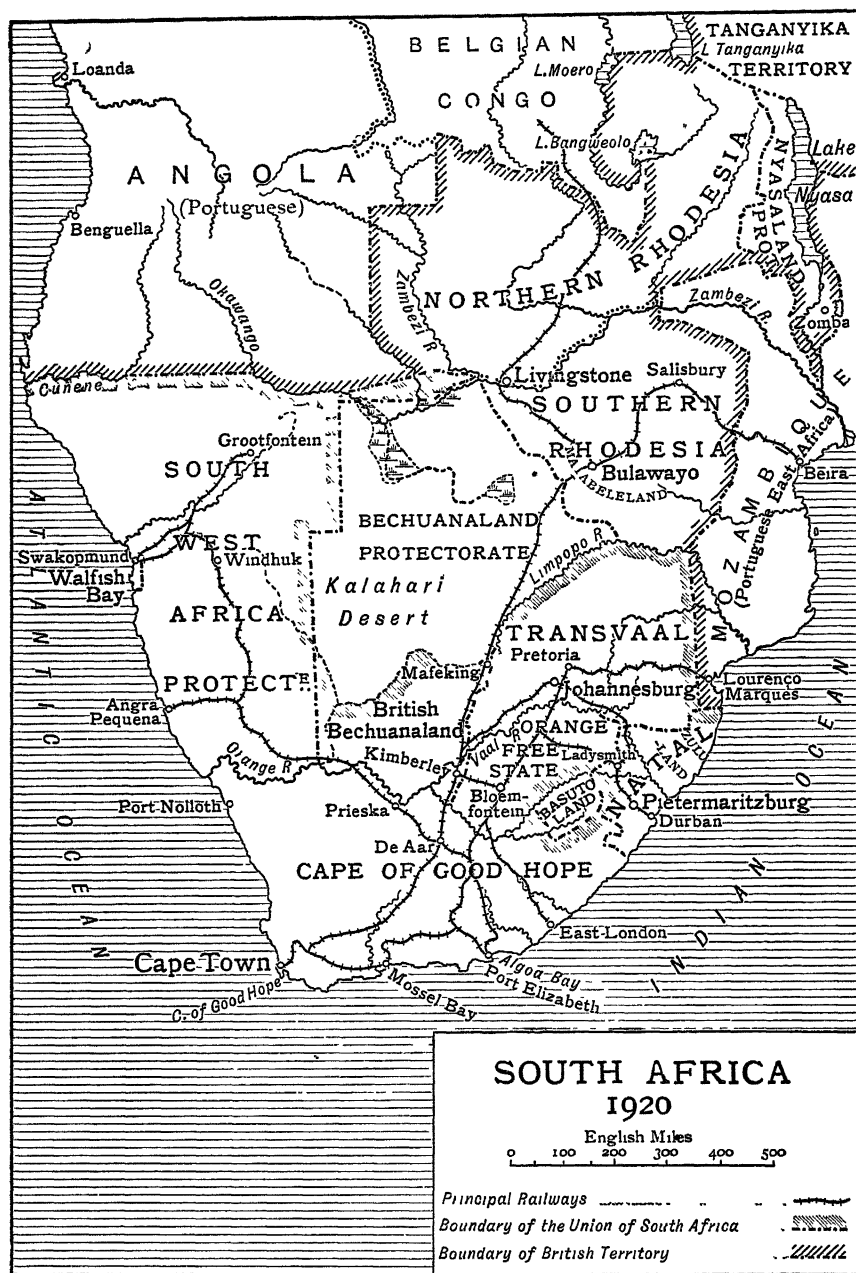 TANGANYIKA
L. Tanganyika
TERRITORY
BELGIAN
CONGO
L. Moero
L. Bangweolo
Loanda
ANGOLA
(Portuguese)
Benguella
Okawango
Zambezi R
NORTHERN RHODESIA
NYASALAND
PROT.
Lake
Nyasa
Zambezi R.
Zomba
Cunene
Livingstone
Salisbury
SOUTHERN
RHODESIA
Bulawayo
MATABELELAND
MOZAMBIQUE
(Portuguese East Africa)
Beira
Grootfontein
SOUTH
WEST
AFRICA
PROTECTE.
Swakopmund
Walfish
Bay
Windhuk
Angra
Pequena
BECHUANALAND
PROTECTORATE
Kalahari
Desert
Limpopo R
TRANSVAAL
Pretoria
Mafeking
Johannesburg
Lourenço
Marques
British
Bechuanaland
Kimberley
Vaal R
ORANGE
FREE
STATE
Ladysmith
ZULU
-LAND
NATAL
Orange R
Port Nolloth
Prieska
Bloem-
fontein
BASUTO
LAND
Pietermaritzburg
Durban
De Aar
CAPE OF GOOD HOPE
East London
Cape Town
C. of Good Hope
Mossel Bay
Algoa Bay
Port Elizabeth
ATLANTIC OCEAN
INDIAN OCEAN
SOUTH AFRICA
1920
English Miles
0 100 200 300 400 500
Principal Railways
Boundary of the Union of South Africa
Boundary of British Territory